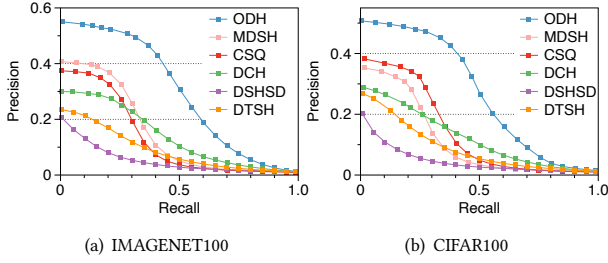 0.6
0.4
0.2
0
Precision
0
0.5
1.0
Recall
ODH
MDSH
CSQ
DCH
DSHSD
DTSH
(a) IMAGENET100
0.4
0.2
0
Precision
0
0.5
1.0
Recall
ODH
MDSH
CSQ
DCH
DSHSD
DTSH
(b) CIFAR100